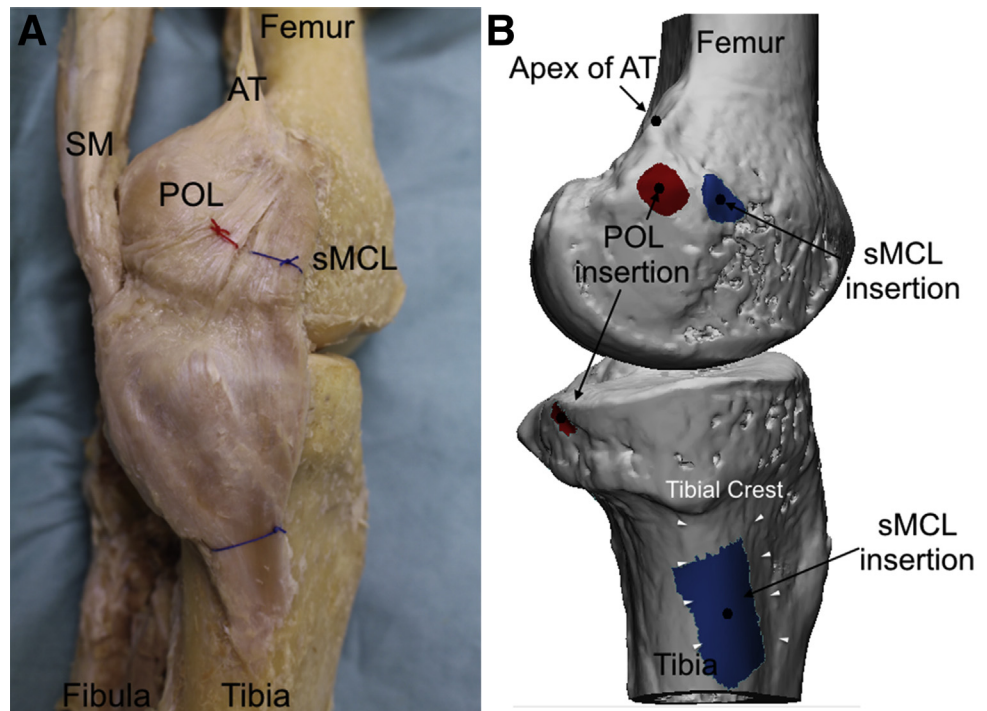 A
Femur
AT
SM
POL
sMCL
Fibula
Tibia
B
Femur
Apex of AT
POL
insertion
sMCL
insertion
Tibial Crest
sMCL
insertion
Tibia